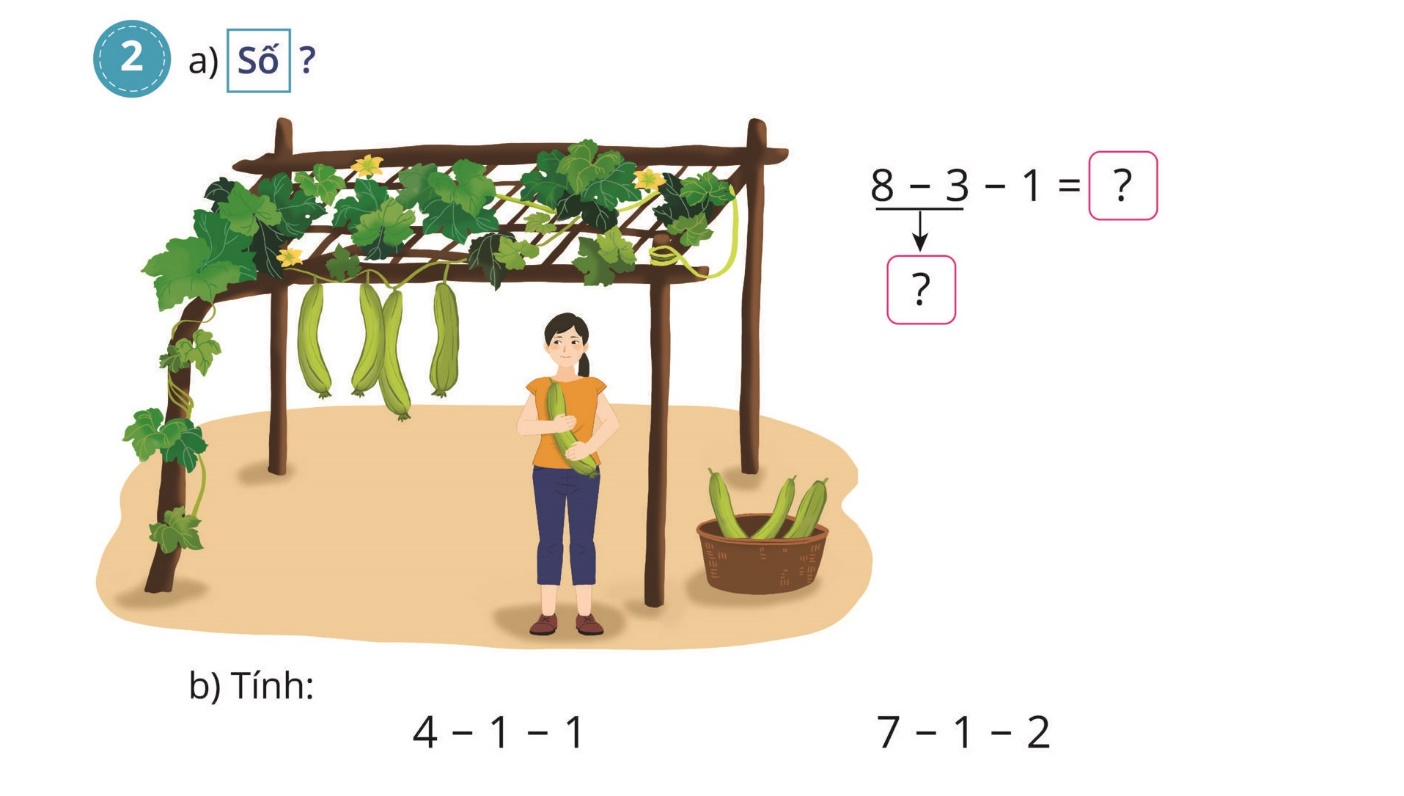 2 a) Số ?
8 – 3 – 1 = ?
?
b) Tính:
4 – 1 – 1 7 – 1 – 2